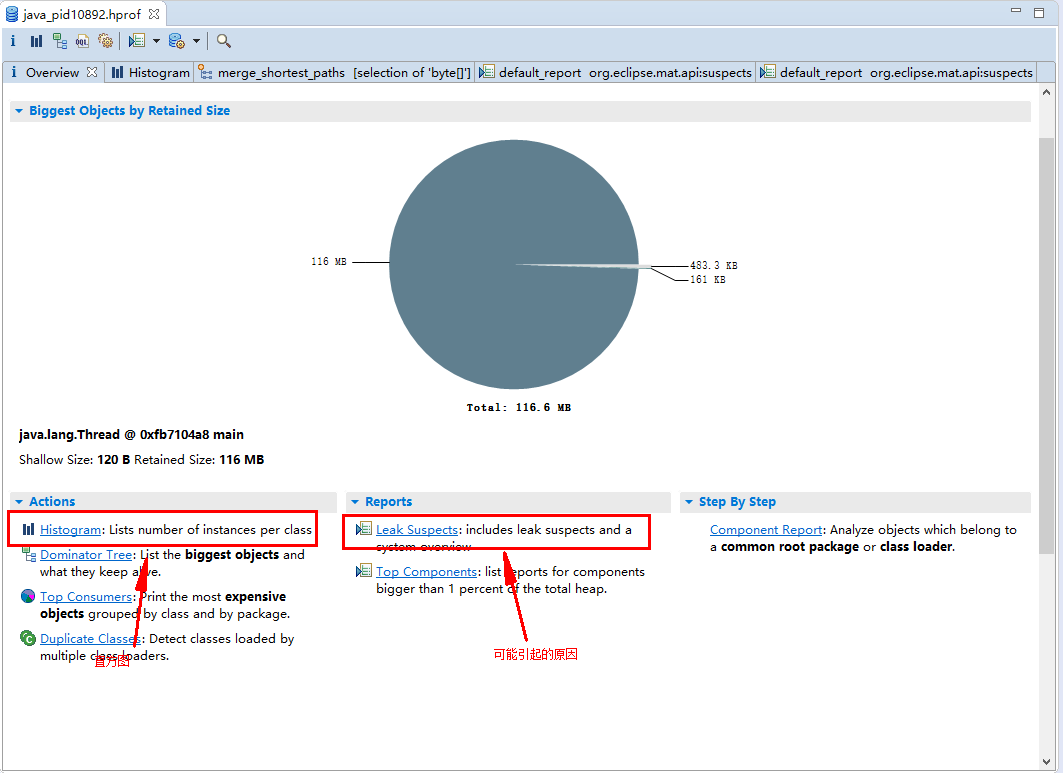 java_pid10892.hprof
i
OQL
i Overview
Histogram
merge_shortest_paths [selection of 'byte[]']
default_report org.eclipse.mat.api:suspects
default_report org.eclipse.mat.api:suspects
Biggest Objects by Retained Size
116 MB
483.3 KB
161 KB
Total: 116.6 MB
java.lang.Thread @ 0xfb7104a8 main
Shallow Size: 120 B Retained Size: 116 MB
Actions
Histogram: Lists number of instances per class
Dominator Tree: List the biggest objects and
what they keep alive.
Top Consumers: Print the most expensive
objects grouped by class and by package.
Duplicate Classes: Detect classes loaded by
multiple class loaders.
直方图
Reports
Leak Suspects: includes leak suspects and a
system overview
Top Components: list reports for components
bigger than 1 percent of the total heap.
可能引起的原因
Step By Step
Component Report: Analyze objects which belong to
a common root package or class loader.